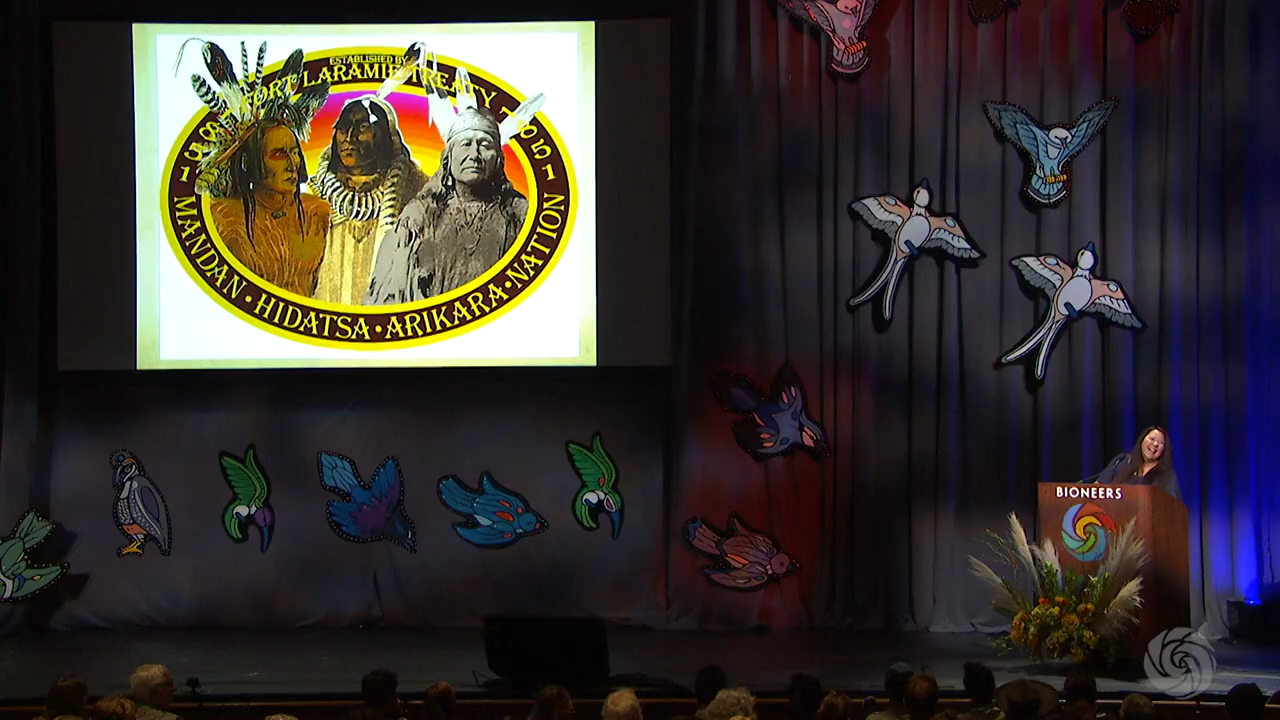 ESTABLISHED BY
FORT LARAMIE TREATY
1851
MANDAN • HIDATSA • ARIKARA • NATION
BIONEERS